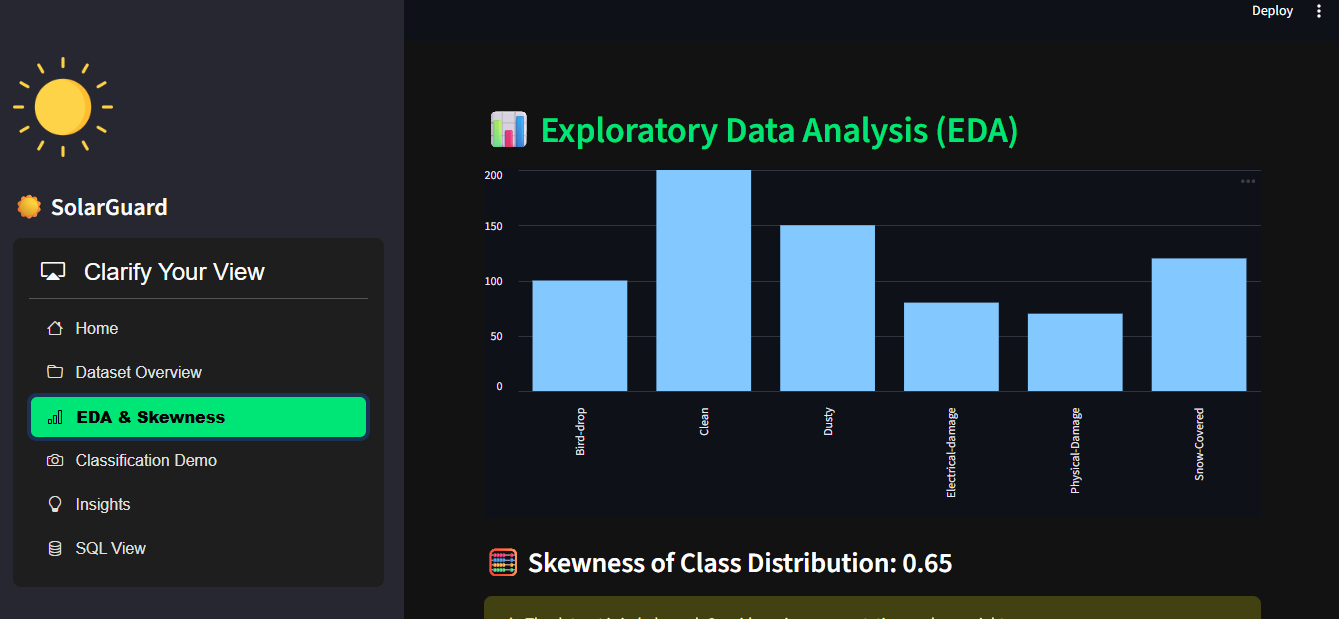 Deploy
SolarGuard
Clarify Your View
Home
Dataset Overview
EDA & Skewness
Classification Demo
Insights
SQL View
Exploratory Data Analysis (EDA)
200
150
100
50
0
Bird-drop
Clean
Dusty
Electrical-damage
Physical-Damage
Snow-Covered
Skewness of Class Distribution: 0.65